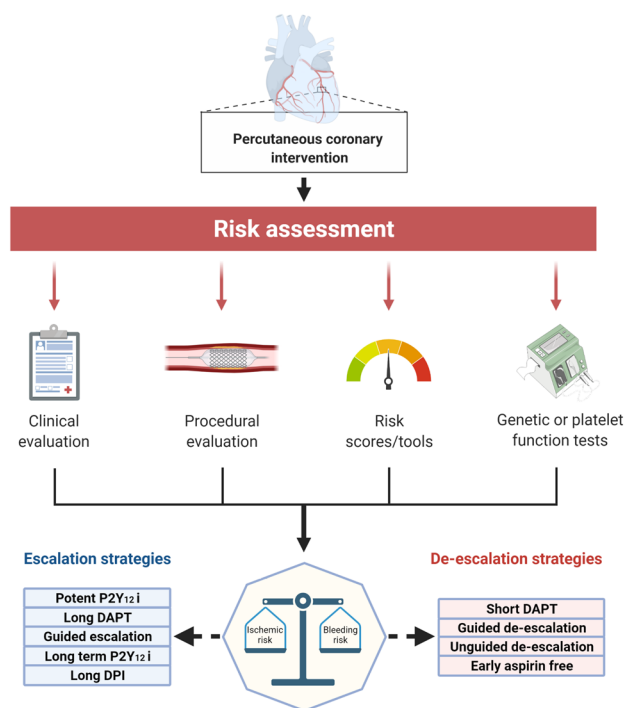 Percutaneous coronary
intervention
Risk assessment
Clinical
evaluation
Procedural
evaluation
Risk
scores/tools
Genetic or platelet
function tests
Escalation strategies
Potent P2Y₁₂ i
Long DAPT
Guided escalation
Long term P2Y₁₂ i
Long DPI
Ischemic
risk
Bleeding
risk
De-escalation strategies
Short DAPT
Guided de-escalation
Unguided de-escalation
Early aspirin free